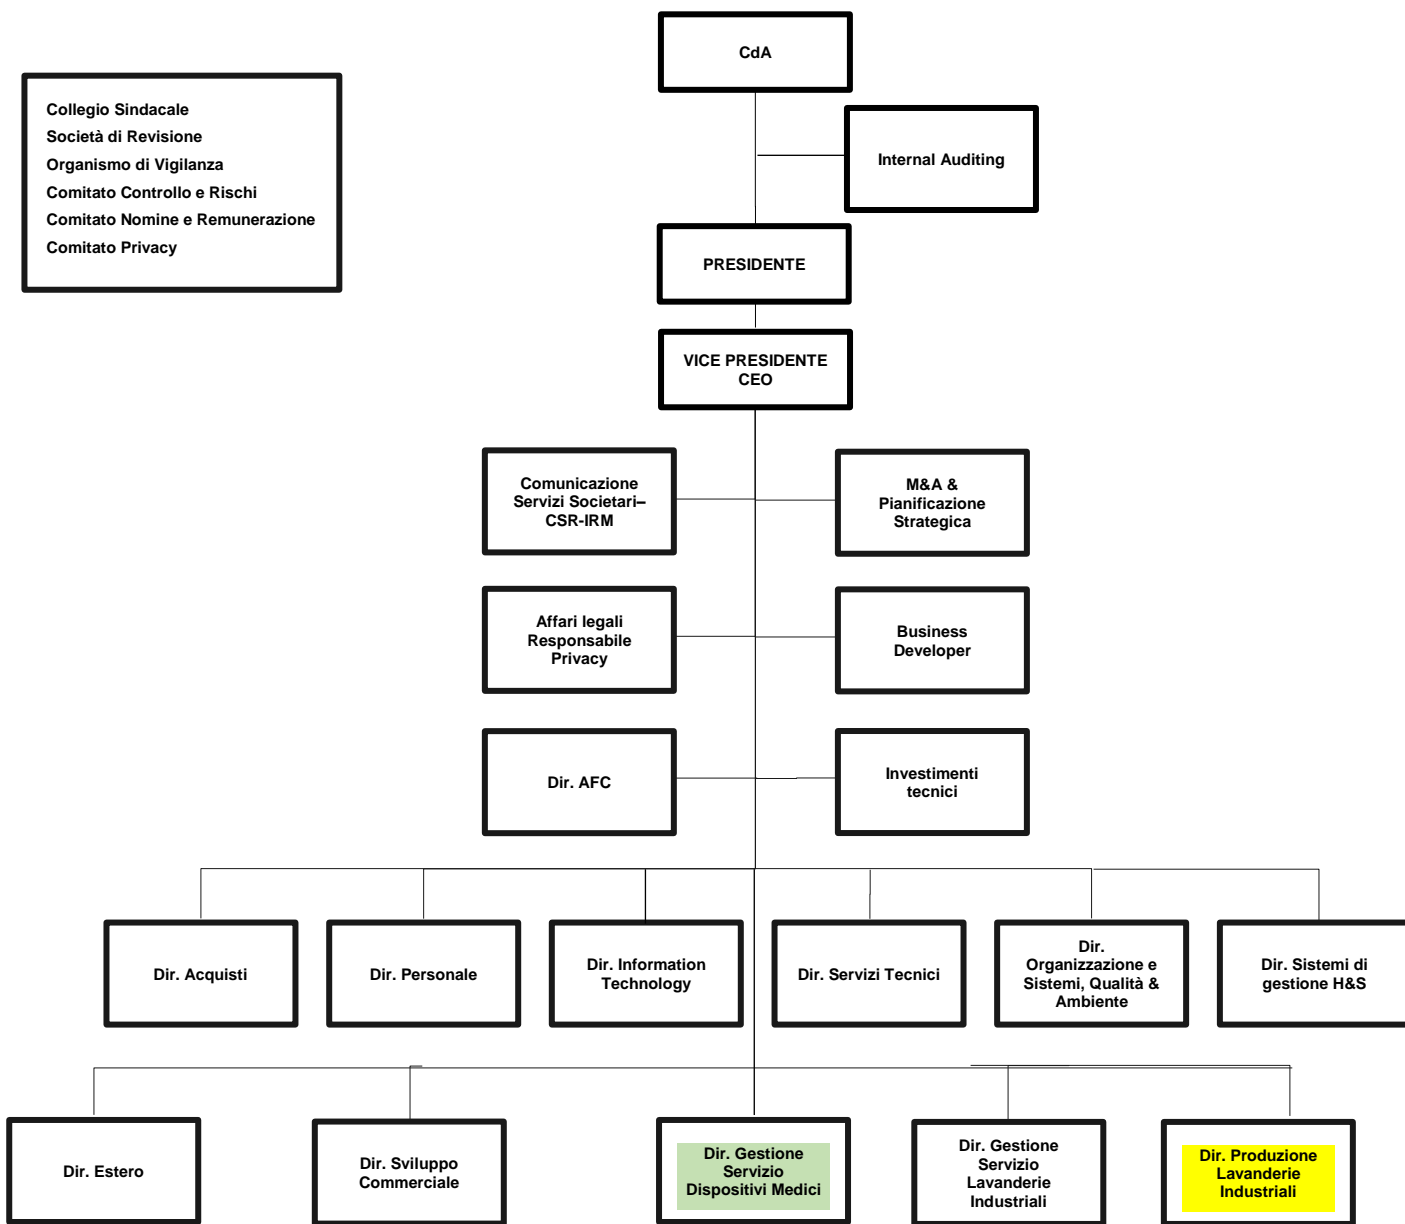 CdA
Collegio Sindacale
Società di Revisione
Organismo di Vigilanza
Comitato Controllo e Rischi
Comitato Nomine e Remunerazione
Comitato Privacy
Internal Auditing
PRESIDENTE
VICE PRESIDENTE
CEO
Comunicazione
Servizi Societari–
CSR-IRM
M&A &
Pianificazione
Strategica
Affari legali
Responsabile
Privacy
Business
Developer
Dir. AFC
Investimenti
tecnici
Dir. Acquisti
Dir. Personale
Dir. Information
Technology
Dir. Servizi Tecnici
Dir.
Organizzazione e
Sistemi, Qualità &
Ambiente
Dir. Sistemi di
gestione H&S
Dir. Estero
Dir. Sviluppo
Commerciale
Dir. Gestione
Servizio
Dispositivi Medici
Dir. Gestione
Servizio
Lavanderie
Industriali
Dir. Produzione
Lavanderie
Industriali